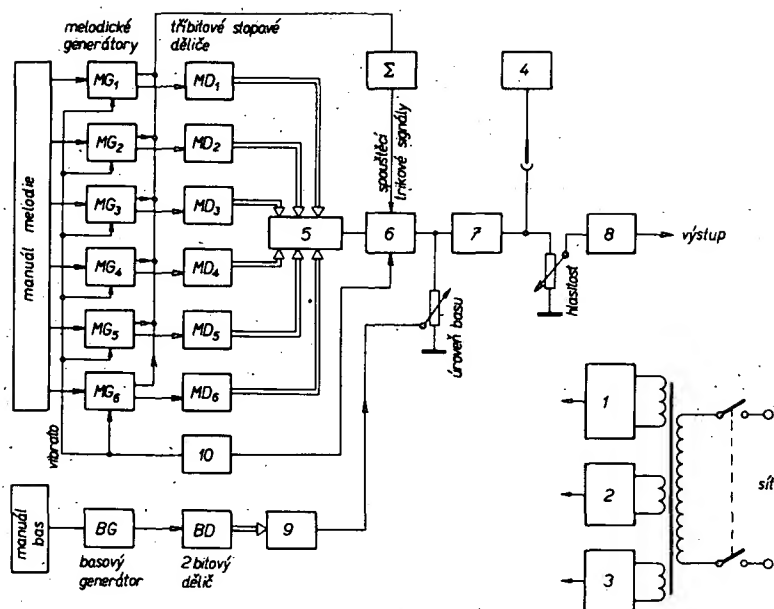 melodické
generátory
tříbitové stopové
děliče
manuál melodie
MG1
MG2
MG3
MG4
MG5
MG6
MD1
MD2
MD3
MD4
MD5
MD6
Σ
4
spouštěcí
trikové signály
5
6
7
8
výstup
hlasitost
úroveň basu
vibráto
10
1
2
3
síť
manuál
bas
BG
BD
9
basový
generátor
2 bitový
dělič